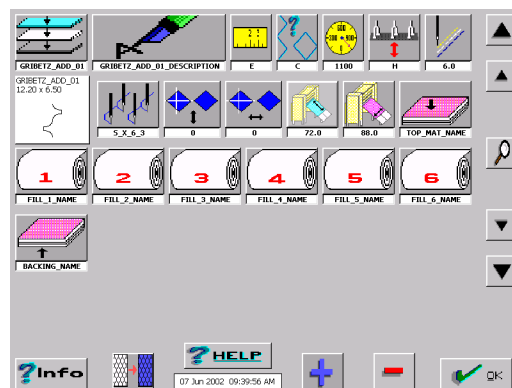 GRIBETZ_ADD_01
GRIBETZ_ADD_01_DESCRIPTION
E
C
1100
H
6.0
GRIBETZ_ADD_01
12.20 x 6.50
5_X_6_3
0
0
72.0
88.0
TOP_MAT_NAME
1
2
3
4
5
6
FILL_1_NAME
FILL_2_NAME
FILL_3_NAME
FILL_4_NAME
FILL_5_NAME
FILL_6_NAME
BACKING_NAME
?Info
?HELP
07 Jun 2002 09:39:56 AM
OK